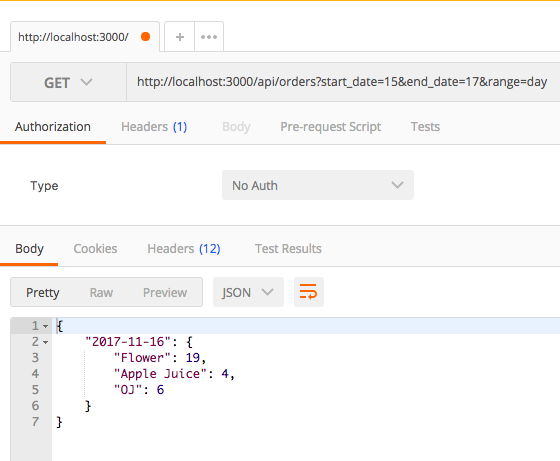 http://localhost:3000/
GET http://localhost:3000/api/orders?start_date=15&end_date=17&range=day
Authorization Headers (1) Body Pre-request Script Tests
Type No Auth
Body Cookies Headers (12) Test Results
Pretty Raw Preview JSON
1 {
2 "2017-11-16": {
3 "Flower": 19,
4 "Apple Juice": 4,
5 "OJ": 6
6 }
7 }